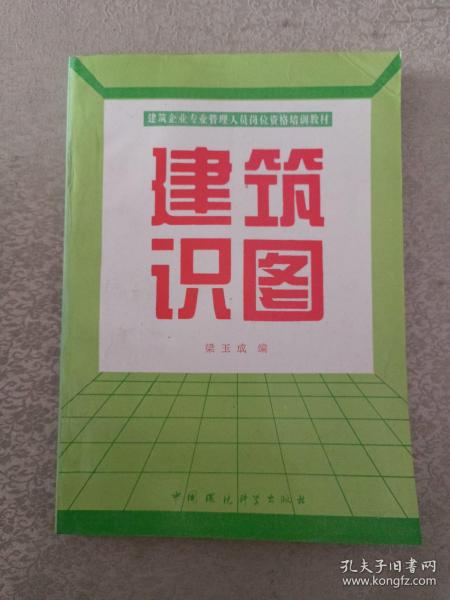 建筑企业专业管理人员岗位资格培训教材
建筑
识图
梁玉成 编
中国环境科学出版社
孔夫子旧书网
www.kongfz.com